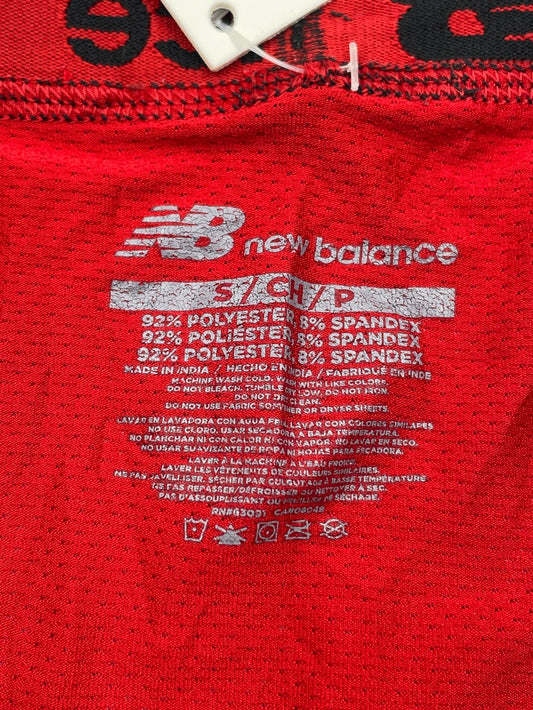 NB new balance
S/CH/P
92% POLYESTER, 8% SPANDEX
92% POLIÉSTER, 8% SPANDEX
92% POLYESTER, 8% SPANDEX
MADE IN INDIA / HECHO EN INDIA / FABRIQUÉ EN INDE
MACHINE WASH COLD. WASH WITH LIKE COLORS.
DO NOT BLEACH. TUMBLE DRY LOW. DO NOT IRON.
DO NOT DRY CLEAN.
DO NOT USE FABRIC SOFTENER OR DRYER SHEETS.
LAVAR EN LAVADORA CON AGUA FRIA. LAVAR CON COLORES SIMILARES
NO USE CLORO. USAR SECADORA A BAJA TEMPERATURA.
NO PLANCHAR NI CON CALOR NI CON VAPOR. NO LAVAR EN SECO.
NO USAR SUAVIZANTE DE ROPA NI HOJAS PARA SECADORA.
LAVER À LA MACHINE À L'EAU FROIDE.
LAVER LES VÊTEMENTS DE COULEURS SIMILAIRES.
NE PAS JAVELLISER. SÉCHER PAR CULBUTAGE À BASSE TEMPÉRATURE
NE PAS REPASSER/DÉFROISSER OU NETTOYER À SEC.
PAS D'ASSOUPLISSANT OU FEUILLES DE SÉCHAGE.
RN#63091 CA#08049